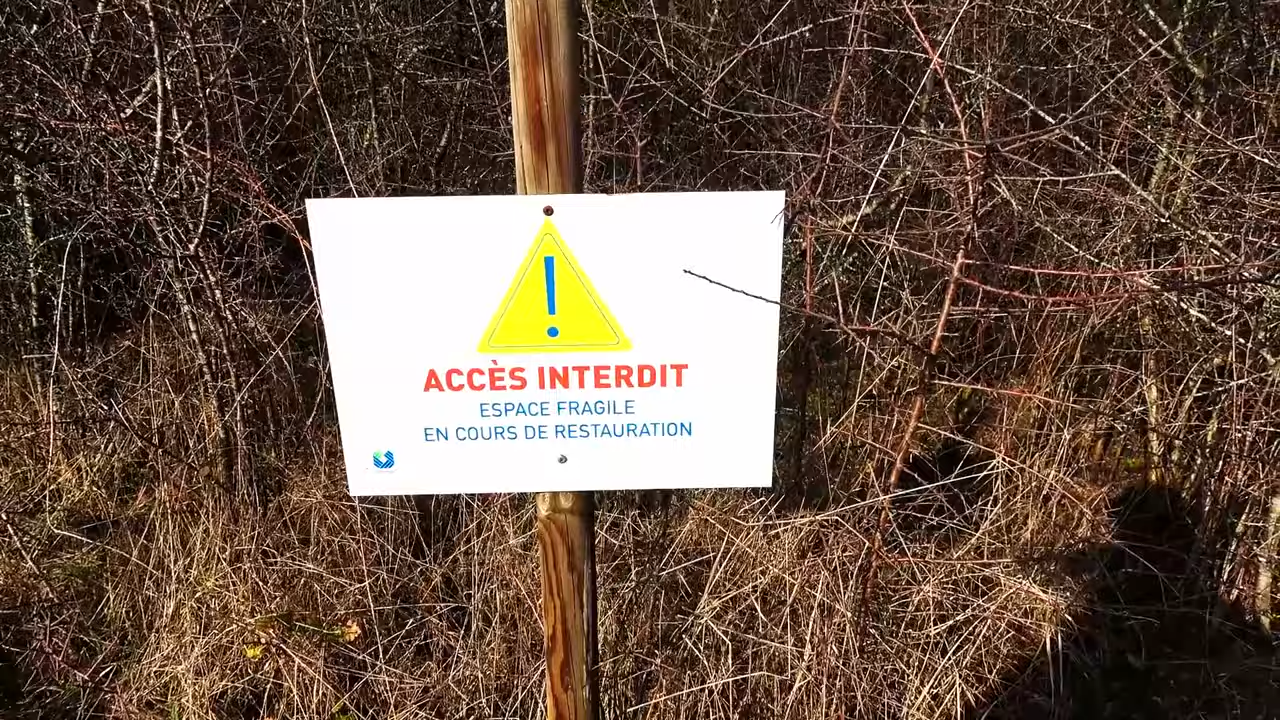 !
ACCÈS INTERDIT
ESPACE FRAGILE
EN COURS DE RESTAURATION